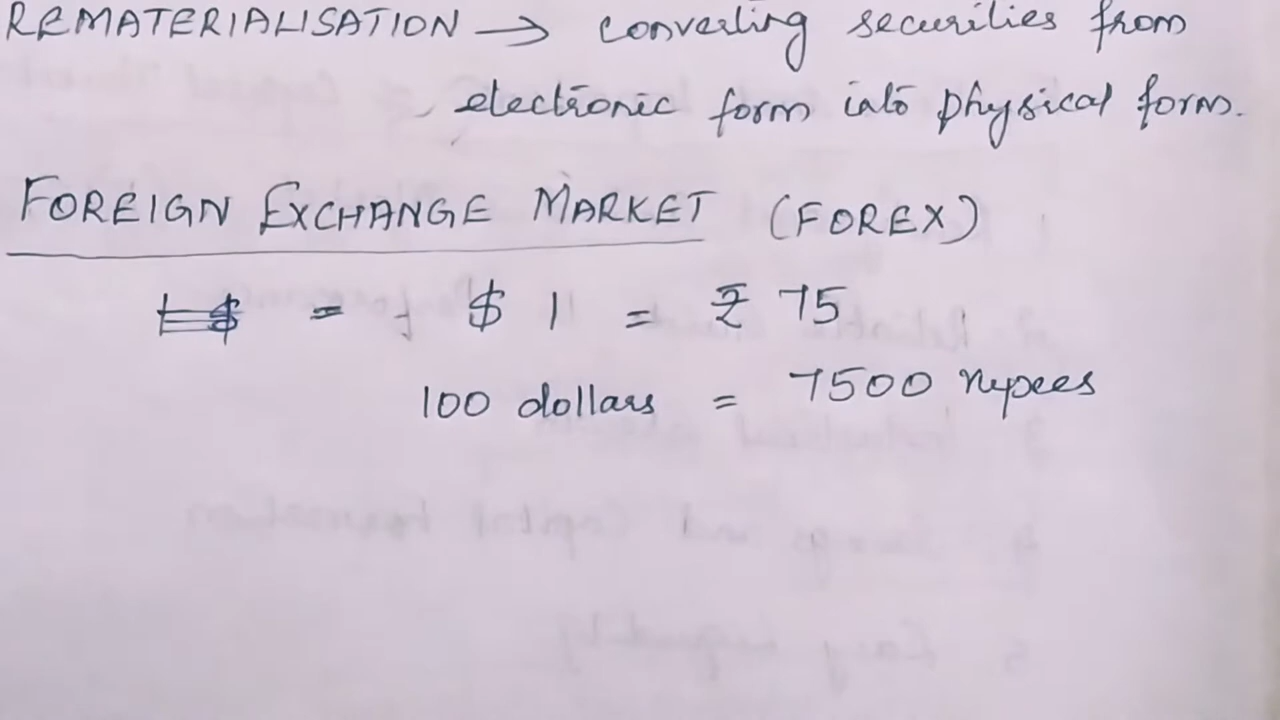 REMATERIALISATION → converting securities from
electronic form into physical form.
FOREIGN EXCHANGE MARKET (FOREX)
= $ 1 = ₹ 75
100 dollars = 7500 rupees